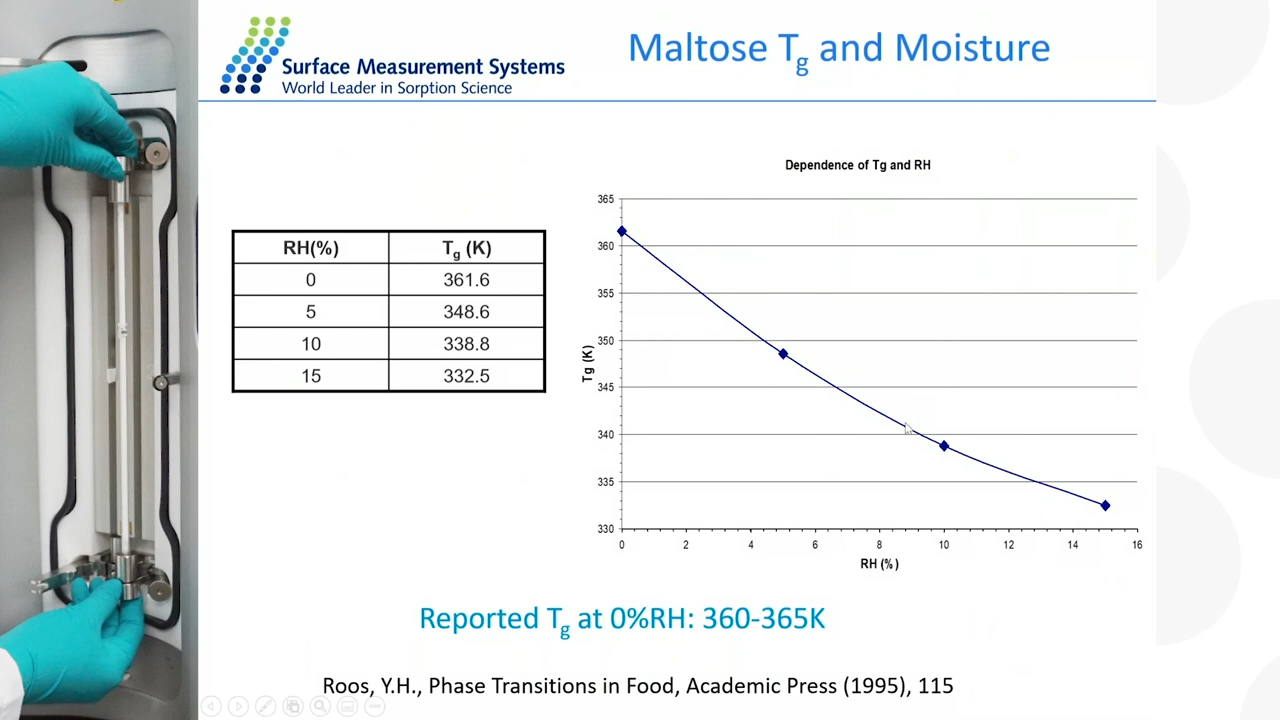 Surface Measurement Systems
World Leader in Sorption Science
Maltose Tg and Moisture
RH(%) Tg (K)
0 361.6
5 348.6
10 338.8
15 332.5
Dependence of Tg and RH
365
360
355
350
345
340
335
330
Tg (K)
0 2 4 6 8 10 12 14 16
RH (%)
Reported Tg at 0%RH: 360-365K
Roos, Y.H., Phase Transitions in Food, Academic Press (1995), 115